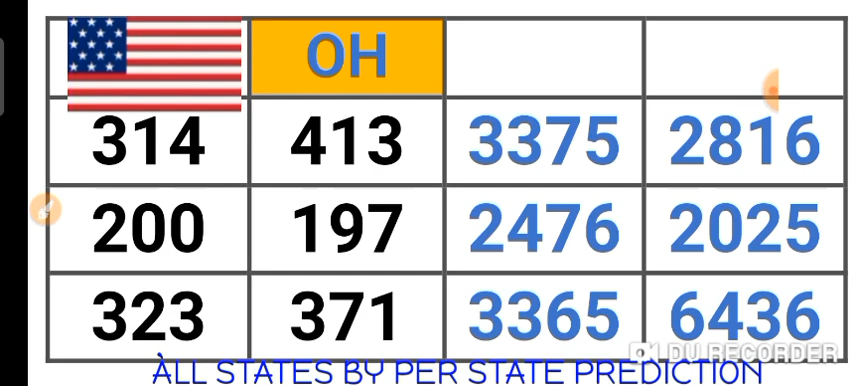 OH
314 413 3375 2816
200 197 2476 2025
323 371 3365 6436
DU RECORDER
ÀLL STATES BY PER STATE PREDICTION